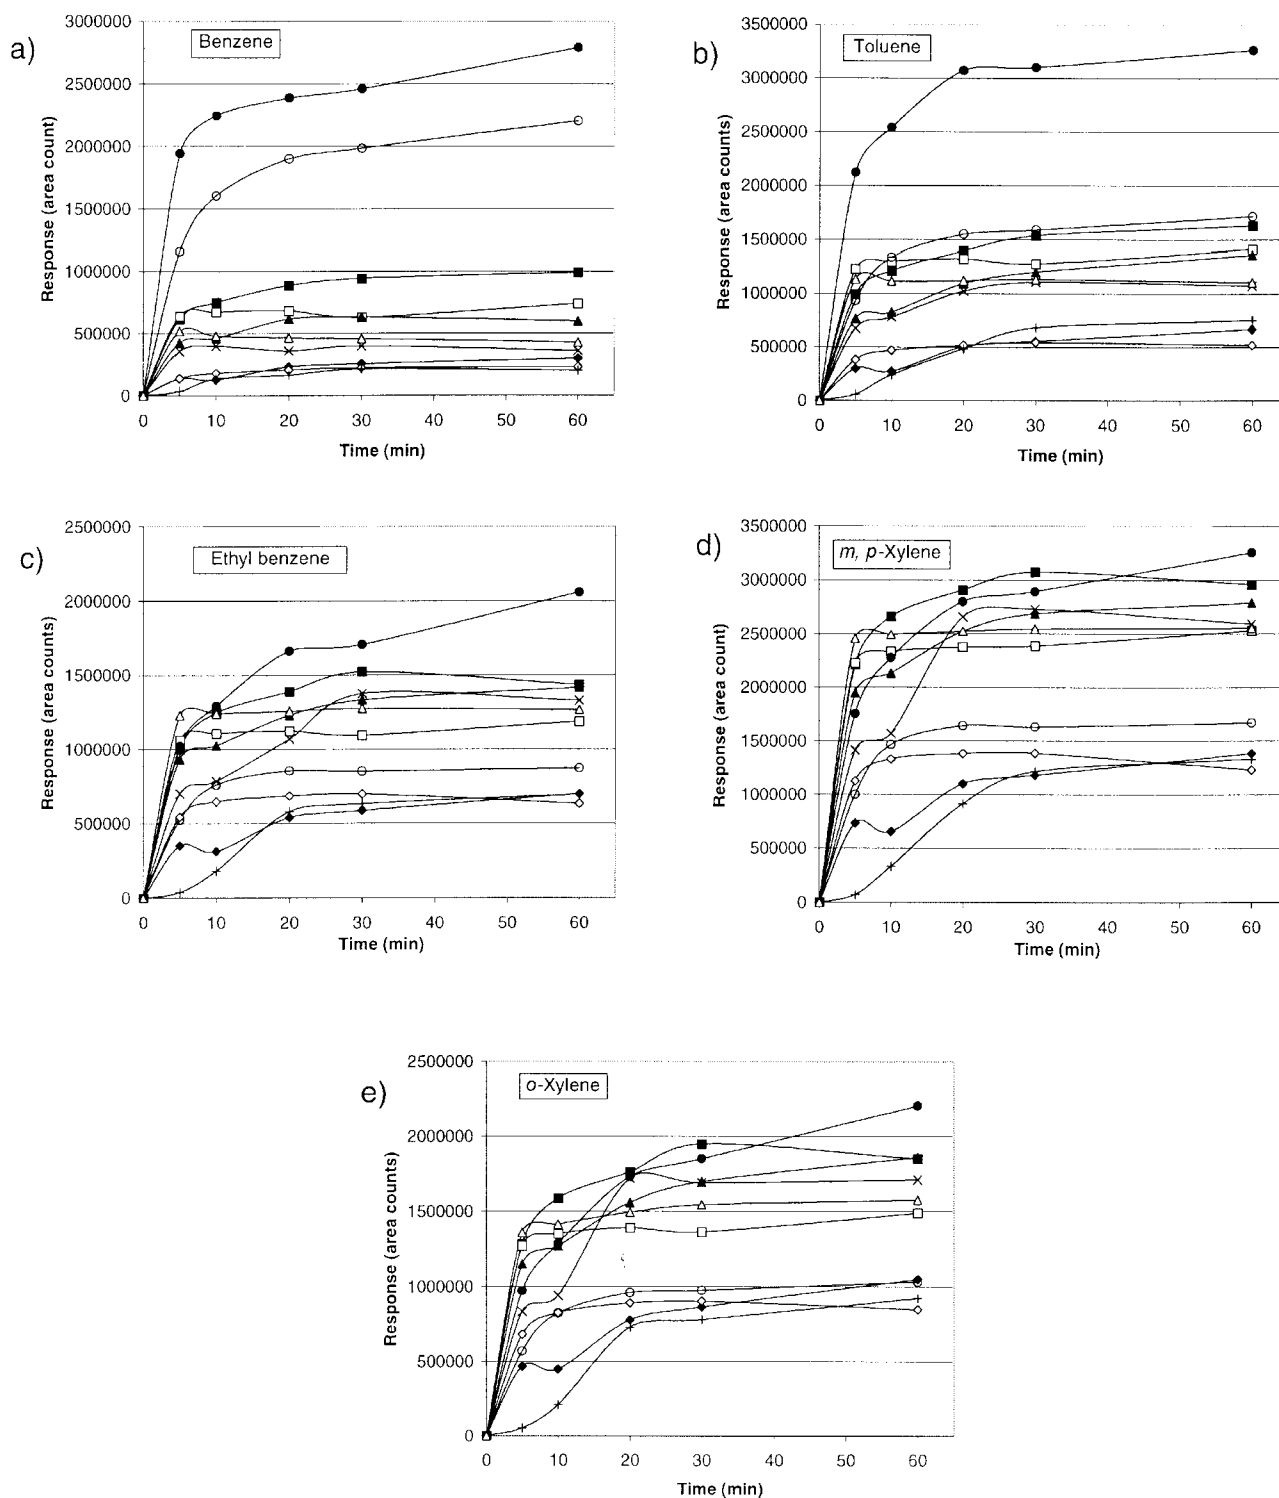 a)
Benzene
Response (area count)
3000000
2500000
2000000
1500000
1000000
500000
0
0 10 20 30 40 50 60
Time (min)
b)
Toluene
Response (area counts)
3500000
3000000
2500000
2000000
1500000
1000000
500000
0
0 10 20 30 40 50 60
Time (min)
c)
Ethyl benzene
Response (area counts)
2500000
2000000
1500000
1000000
500000
0
0 10 20 30 40 50 60
Time (min)
d)
m, p-Xylene
Response (area count)
3500000
3000000
2500000
2000000
1500000
1000000
500000
0
0 10 20 30 40 50 60
Time (min)
e)
o-Xylene
Response (area counts)
2500000
2000000
1500000
1000000
500000
0
0 10 20 30 40 50 60
Time (min)